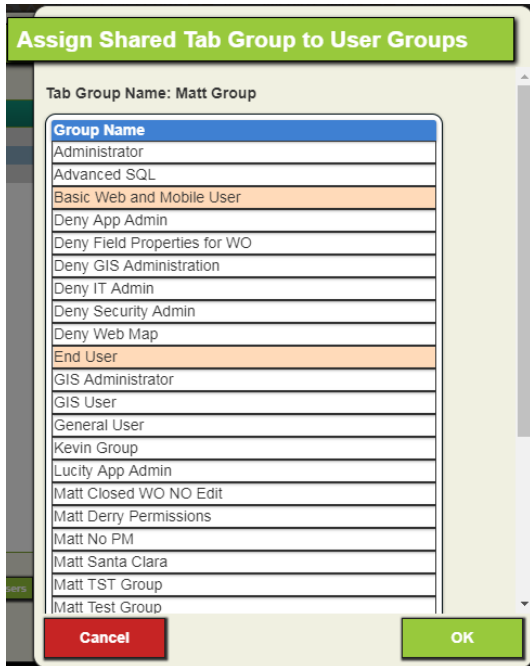 Assign Shared Tab Group to User Groups
Tab Group Name: Matt Group
Group Name
Administrator
Advanced SQL
Basic Web and Mobile User
Deny App Admin
Deny Field Properties for WO
Deny GIS Administration
Deny IT Admin
Deny Security Admin
Deny Web Map
End User
GIS Administrator
GIS User
General User
Kevin Group
Lucity App Admin
Matt Closed WO NO Edit
Matt Derry Permissions
Matt No PM
Matt Santa Clara
Matt TST Group
Matt Test Group
sers
Cancel
OK